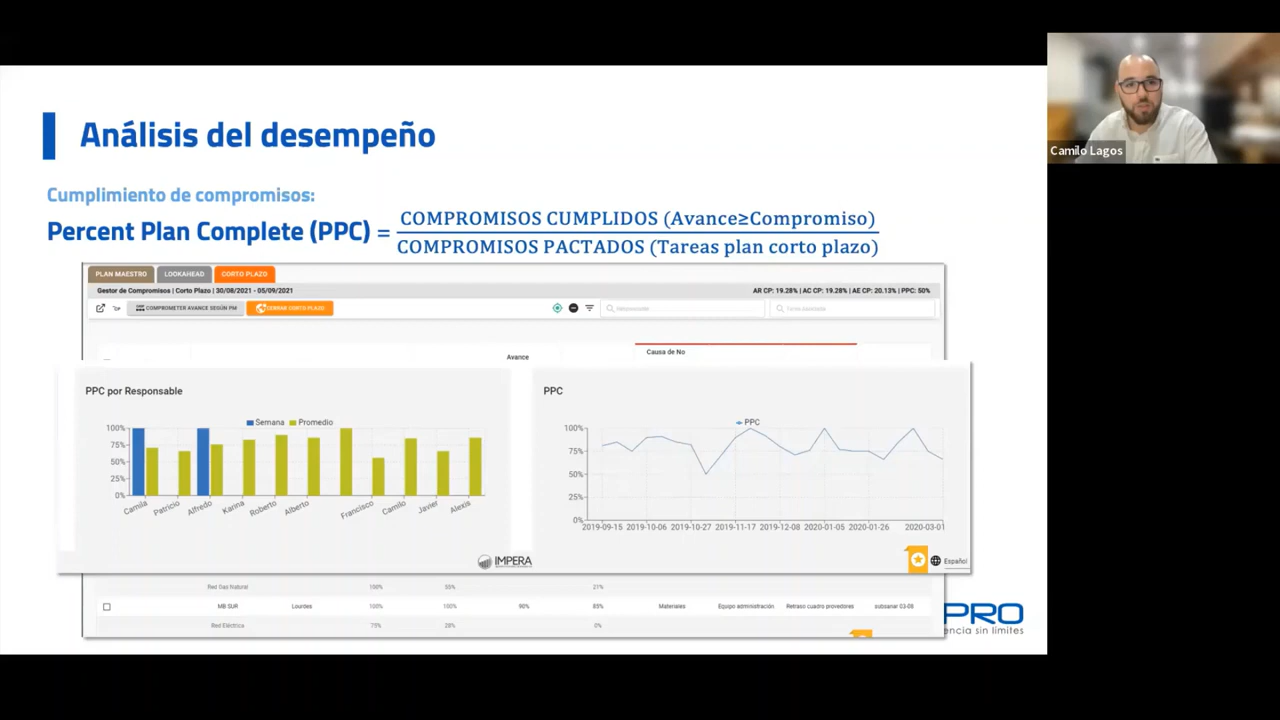 Camilo Lagos
Análisis del desempeño
Cumplimiento de compromisos:
Percent Plan Complete (PPC) = COMPROMISOS CUMPLIDOS (Avance≥Compromiso)
COMPROMISOS PACTADOS (Tareas plan corto plazo)
PLAN MAESTRO LOOKAHEAD CORTO PLAZO
Gestor de Compromisos | Corto Plazo | 30/08/2021 - 05/09/2021 AR CP: 19.28% | AC CP: 19.28% | AE CP: 20.13% | PPC: 50%
COMPROMETER AVANCE SEGÚN PM CERRAR CORTO PLAZO Responsable
Avance Causa de No
PPC por Responsable
Semana Promedio
100%
75%
50%
25%
0%
Camila Patricio Alfredo Karina Roberto Alberto Francisco Camilo Javier Alexis
PPC
PPC
100%
75%
50%
25%
0%
2019-09-15 2019-10-06 2019-10-27 2019-11-17 2019-12-08 2020-01-05 2020-01-26 2020-03-01
IMPERA
Español
Red Gas Natural 100% 21%
MB SUR Lourdes 100% 100% 90% 85% Materiales Equipo administración Retraso cuadro provedores subsanar 03-08
Red Eléctrica 75% 28% 0%
PRO
encia sin límites